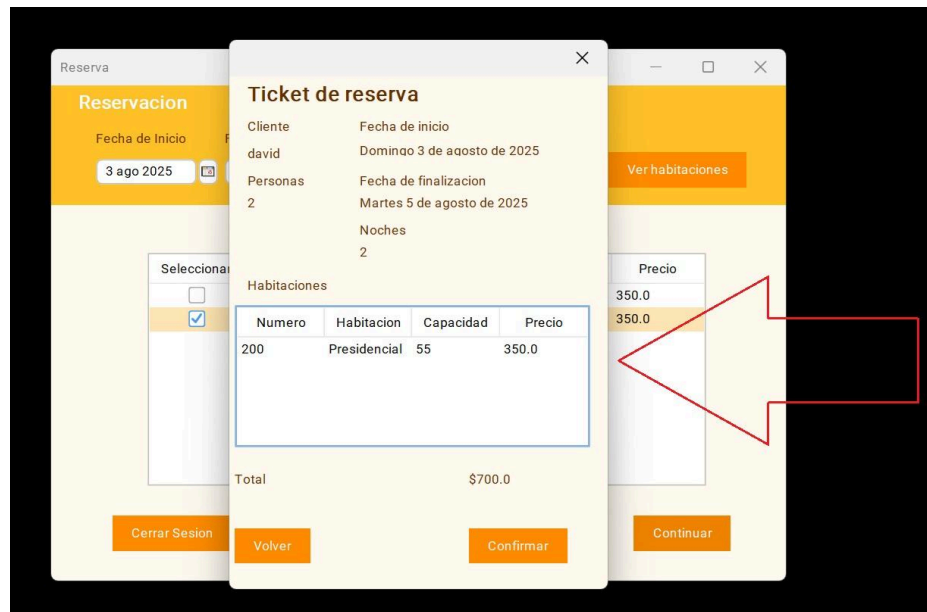 Reserva
Reservacion
Fecha de Inicio
3 ago 2025
Ver habitaciones
Seleccionar
Precio
350.0
350.0
Cerrar Sesion
Continuar
Ticket de reserva
Cliente
Fecha de inicio
david
Domingo 3 de agosto de 2025
Personas
Fecha de finalizacion
2
Martes 5 de agosto de 2025
Noches
2
Habitaciones
Numero Habitacion Capacidad Precio
200 Presidencial 55 350.0
Total
$700.0
Volver
Confirmar